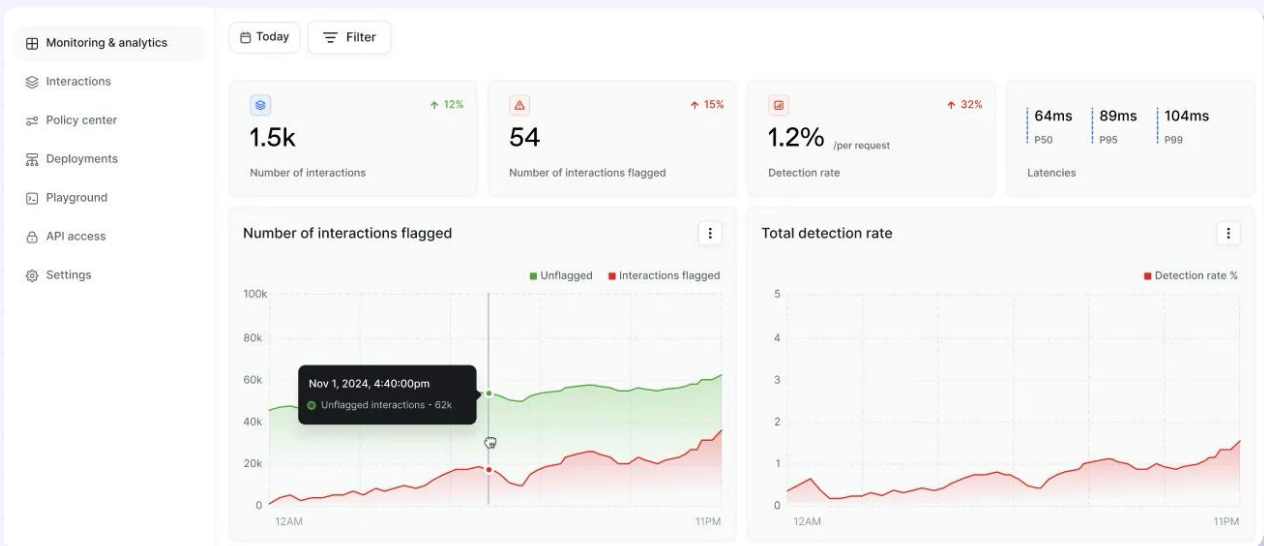 Monitoring & analytics
Interactions
Policy center
Deployments
Playground
API access
Settings
Today
Filter
12%
1.5k
Number of interactions
15%
54
Number of interactions flagged
32%
1.2% /per request
Detection rate
64ms 89ms 104ms
P50 P95 P99
Latencies
Number of interactions flagged
Unflagged Interactions flagged
100k
80k
60k
40k
20k
0
12AM 11PM
Nov 1, 2024, 4:40:00pm
Unflagged interactions - 62k
Total detection rate
Detection rate %
5
4
3
2
1
0
12AM 11PM